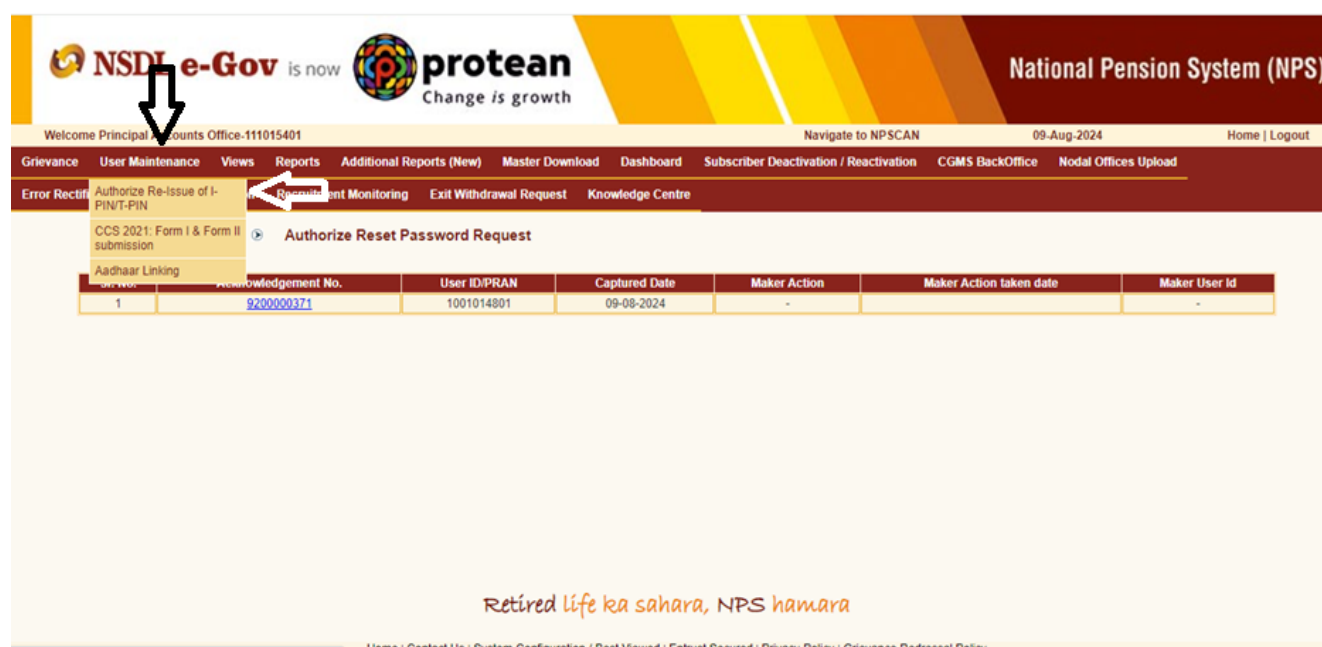 NSDL e-Gov is now protean
Change is growth
National Pension System (NPS)
Welcome Principal Accounts Office-111015401 Navigate to NPSCAN 09-Aug-2024 Home | Logout
Grievance User Maintenance Views Reports Additional Reports (New) Master Download Dashboard Subscriber Deactivation / Reactivation CGMS BackOffice Nodal Offices Upload
Error Rectifi Recruitment Monitoring Exit Withdrawal Request Knowledge Centre
Authorize Re-Issue of I-
PIN/T-PIN
CCS 2021: Form I & Form II
submission
Aadhaar Linking
Authorize Reset Password Request
Sr. No. Acknowledgement No. User ID/PRAN Captured Date Maker Action Maker Action taken date Maker User Id
1 9200000371 1001014801 09-08-2024 - -
Retired life ka sahara, NPS hamara